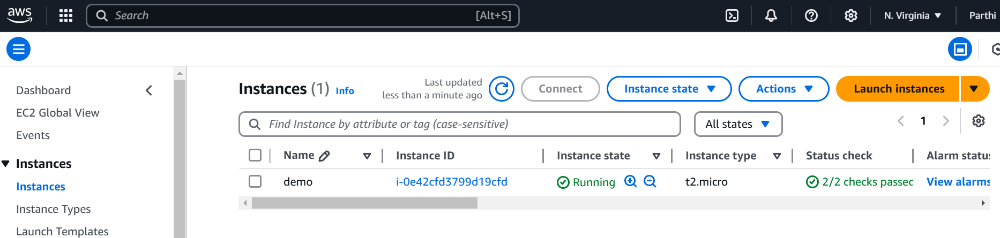 aws
Search [Alt+S] N. Virginia Parthi
Dashboard
EC2 Global View
Events
Instances
Instances
Instance Types
Launch Templates
Instances (1) Info
Last updated
less than a minute ago
Connect Instance state Actions Launch instances
Find Instance by attribute or tag (case-sensitive) All states 1
Name Instance ID Instance state Instance type Status check Alarm status
demo i-0e42cfd3799d19cfd Running t2.micro 2/2 checks passed View alarms